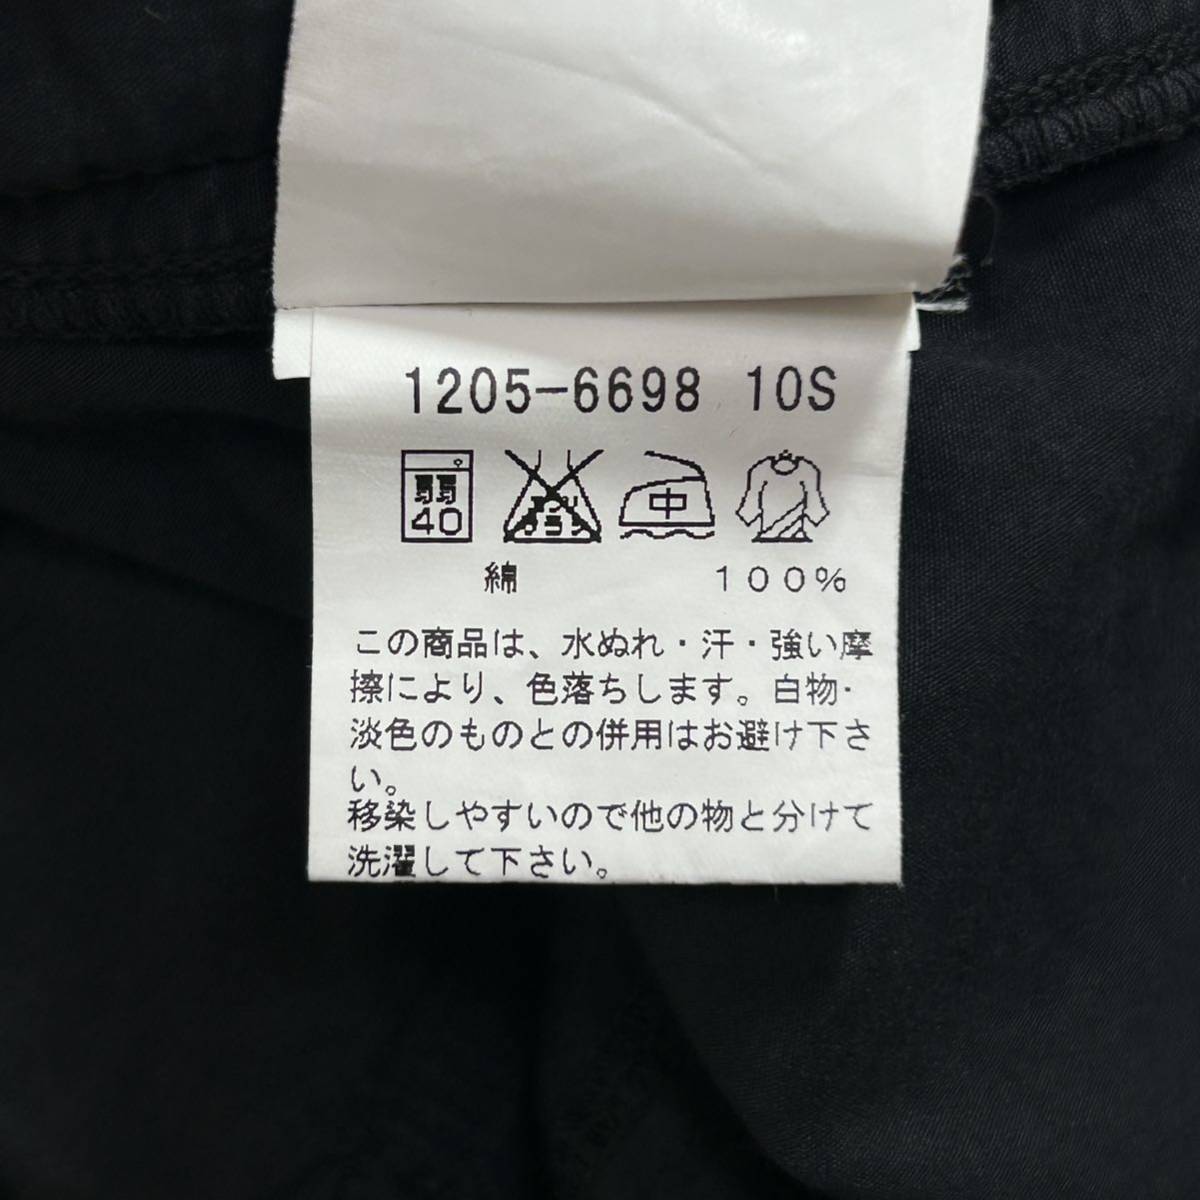 1205-6698 10S
弱 中
40
綿 100%
この商品は、水ぬれ・汗・強い摩
擦により、色落ちします。白物・
淡色のものとの併用はお避け下さ
い。
移染しやすいので他の物と分けて
洗濯して下さい。